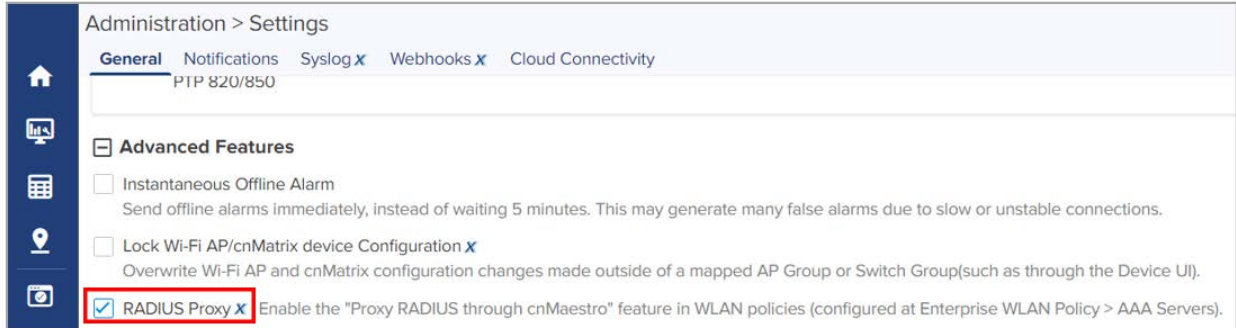 Administration > Settings
General Notifications Syslog X Webhooks X Cloud Connectivity
PTP 820/850
Advanced Features
Instantaneous Offline Alarm
Send offline alarms immediately, instead of waiting 5 minutes. This may generate many false alarms due to slow or unstable connections.
Lock Wi-Fi AP/cnMatrix device Configuration X
Overwrite Wi-Fi AP and cnMatrix configuration changes made outside of a mapped AP Group or Switch Group(such as through the Device UI).
RADIUS Proxy X Enable the "Proxy RADIUS through cnMaestro" feature in WLAN policies (configured at Enterprise WLAN Policy > AAA Servers).